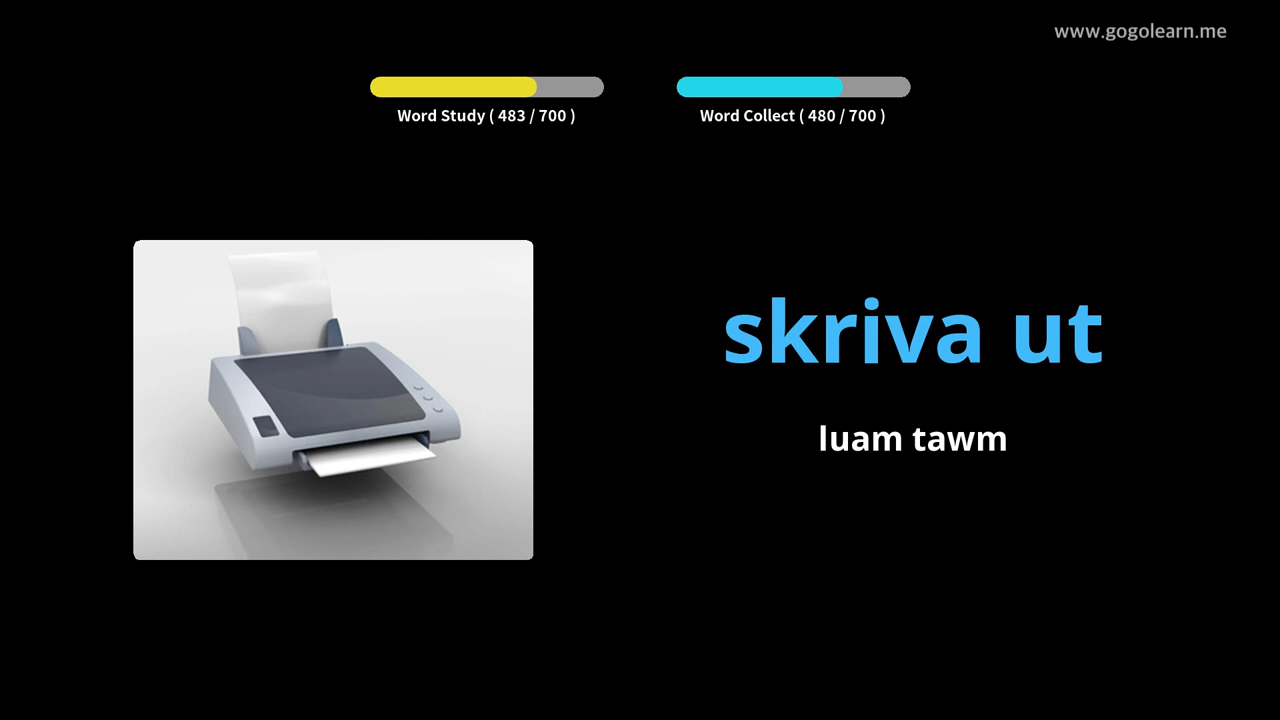 www.gogolearn.me
Word Study ( 483 / 700 )
Word Collect ( 480 / 700 )
skriva ut
luam tawm